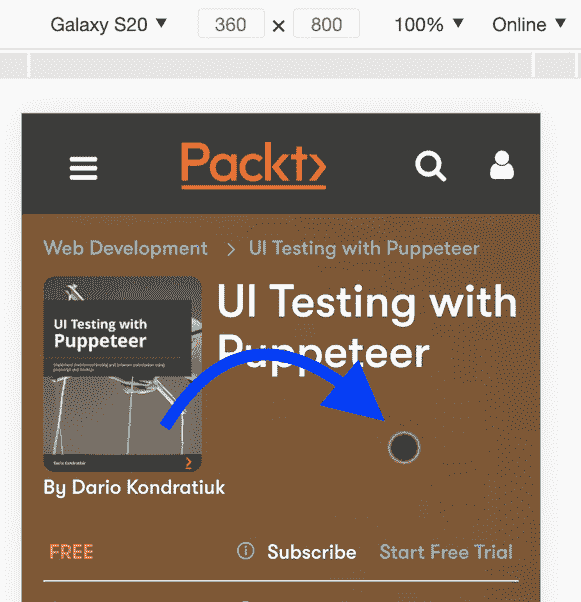 Galaxy S20 360 × 800 100% Online
Packt
Web Development > UI Testing with Puppeteer
UI Testing with
Puppeteer
UI Testing with
Puppeteer
Dario Kondratiuk
By Dario Kondratiuk
FREE Subscribe Start Free Trial